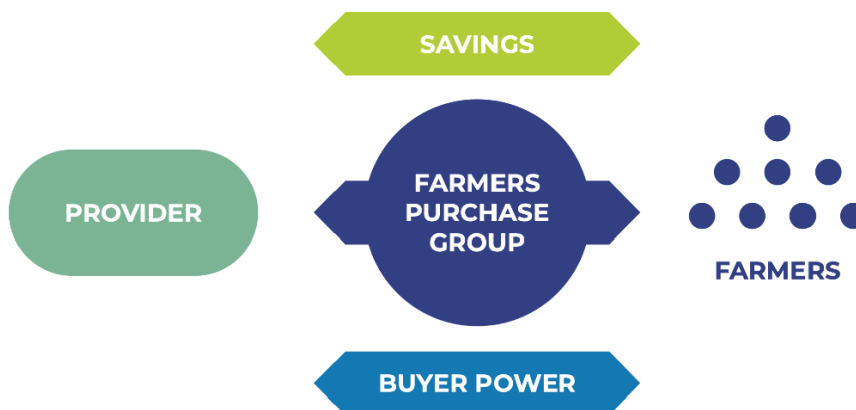 SAVINGS
PROVIDER
FARMERS
PURCHASE
GROUP
FARMERS
BUYER POWER